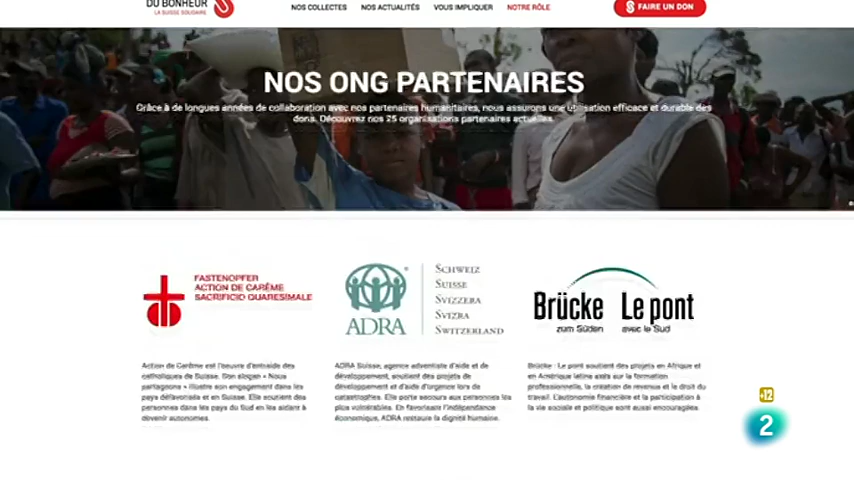 DU BONHEUR
LA SUISSE SOLIDAIRE
NOS COLLECTES NOS ACTUALITÉS VOUS IMPLIQUER NOTRE RÔLE
FAIRE UN DON
NOS ONG PARTENAIRES
Grâce à de longues années de collaboration avec nos partenaires humanitaires, nous assurons une utilisation efficace et durable des
dons. Découvrez nos 25 organisations partenaires actuelles.
FASTENOPFER
ACTION DE CARÊME
SACRIFICIO QUARESIMALE
ADRA
SCHWEIZ
SUISSE
SVIZZERA
SVIZRA
SWITZERLAND
Brücke Le pont
zum Süden avec le Sud
Action de Carême est l'oeuvre d'entraide des
catholiques de Suisse. Son slogan « Nous
partageons » illustre son engagement dans les
pays défavorisés et en Suisse. Elle soutient des
personnes dans les pays du Sud en les aidant à
devenir autonomes.
ADRA Suisse, agence adventiste d'aide et de
développement, soutient des projets de
développement et d'aide d'urgence lors de
catastrophes. Elle porte secours aux personnes les
plus vulnérables. En favorisant l'indépendance
économique, ADRA restaure la dignité humaine.
Brücke · Le pont soutient des projets en Afrique et
en Amérique latine axés sur la formation
professionnelle, la création de revenus et le droit du
travail. L'autonomie financière et la participation à
la vie sociale et politique sont aussi encouragées.
+12
2